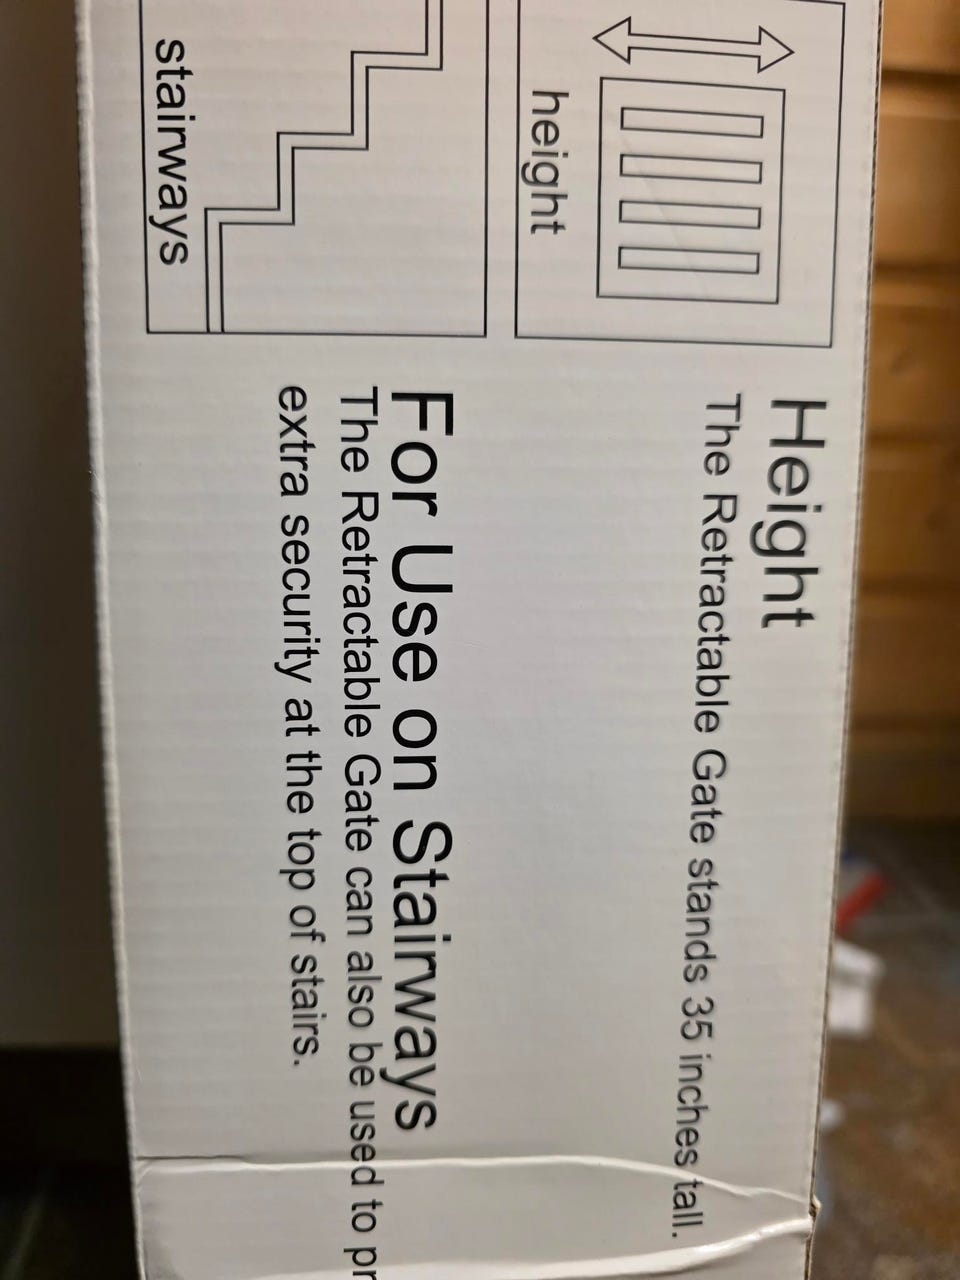 height
Height
The Retractable Gate stands 35 inches tall.
stairways
For Use on Stairways
The Retractable Gate can also be used to
extra security at the top of stairs.